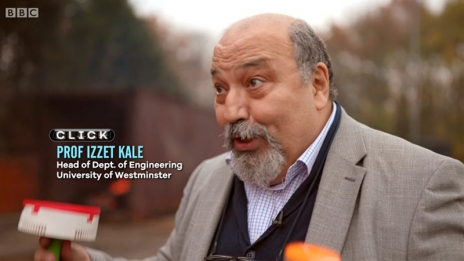 BBC
CLICK
PROF IZZET KALE
Head of Dept. of Engineering
University of Westminster